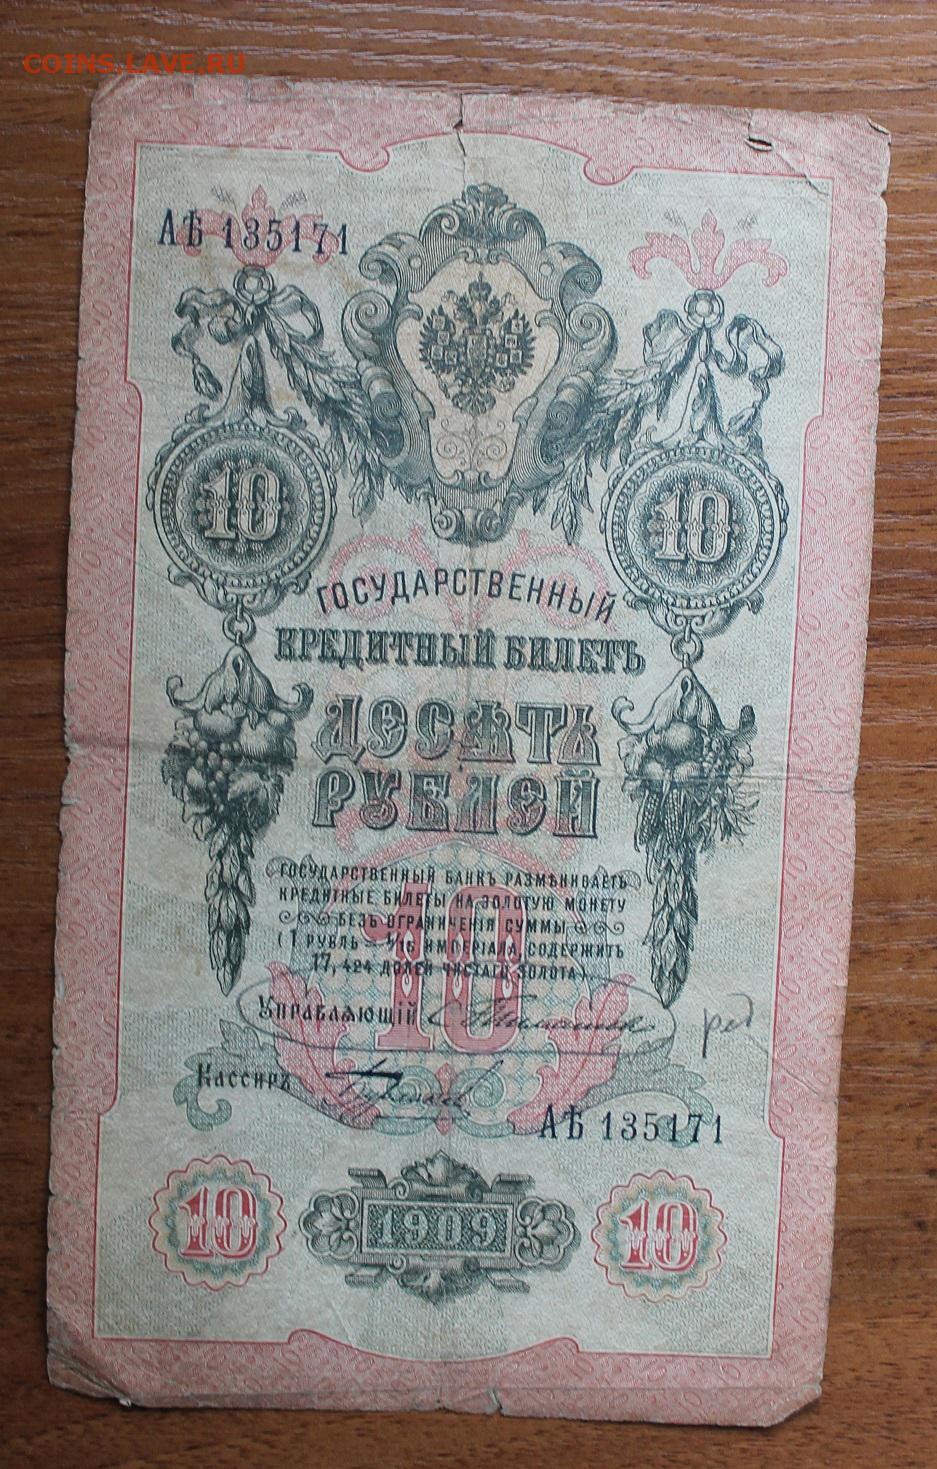 COINS.LAVE.RU
АѢ 135171
10 10
ГОСУДАРСТВЕННЫЙ
КРЕДИТНЫЙ БИЛЕТЪ
ДЕСЯТЬ
РУБЛЕЙ
ГОСУДАРСТВЕННЫЙ БАНКЪ РАЗМѢНИВАЕТЪ
КРЕДИТНЫЕ БИЛЕТЫ НА ЗОЛОТУЮ МОНЕТУ
БЕЗЪ ОГРАНИЧЕНІЯ СУММЫ
(1 РУБЛЬ = 1/15 ИМПЕРІАЛА, СОДЕРЖИТЪ
17,424 ДОЛЕЙ ЧИСТАГО ЗОЛОТА)
10
УПРАВЛЯЮЩІЙ
КАССИРЪ
АѢ 135171
10 1909 10